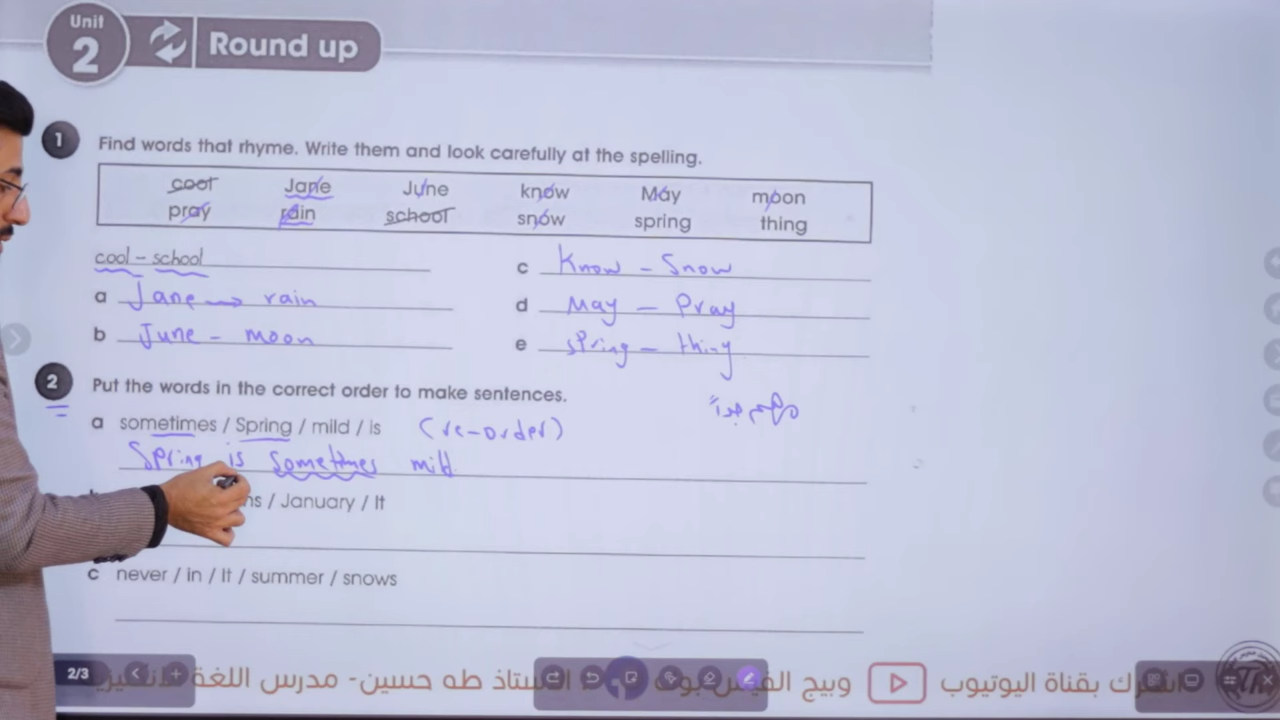 Unit
2
Round up
1
Find words that rhyme. Write them and look carefully at the spelling.
cool Jane June know May moon
pray rain school snow spring thing
cool – school
a Jane → rain
b June – moon
c Know – Snow
d May – Pray
e spring – thing
2
Put the words in the correct order to make sentences.
a sometimes / Spring / mild / is (re-order)
مهم جداً
Spring is sometimes mild
/ January / It
c never / in / It / summer / snows
2/3
اشترك بقناة اليوتيوب وبيج الفيس بوك الاستاذ طه حسين- مدرس اللغة